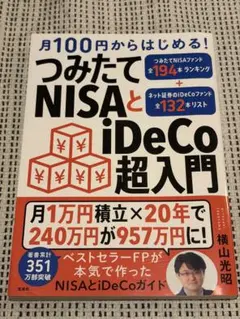 月100円からはじめる!
つみたてNISAファンド
全194本ランキング
+
ネット証券のiDeCoファンド
全132本リスト
つみたて
NISAと
iDeCo
超入門
¥
¥ ¥
¥ ¥ ¥
月1万円積立×20年で
240万円が957万円に!
著書累計
351
万部突破
ベストセラーFPが
本気で作った
NISAとiDeCoガイド
横山光昭